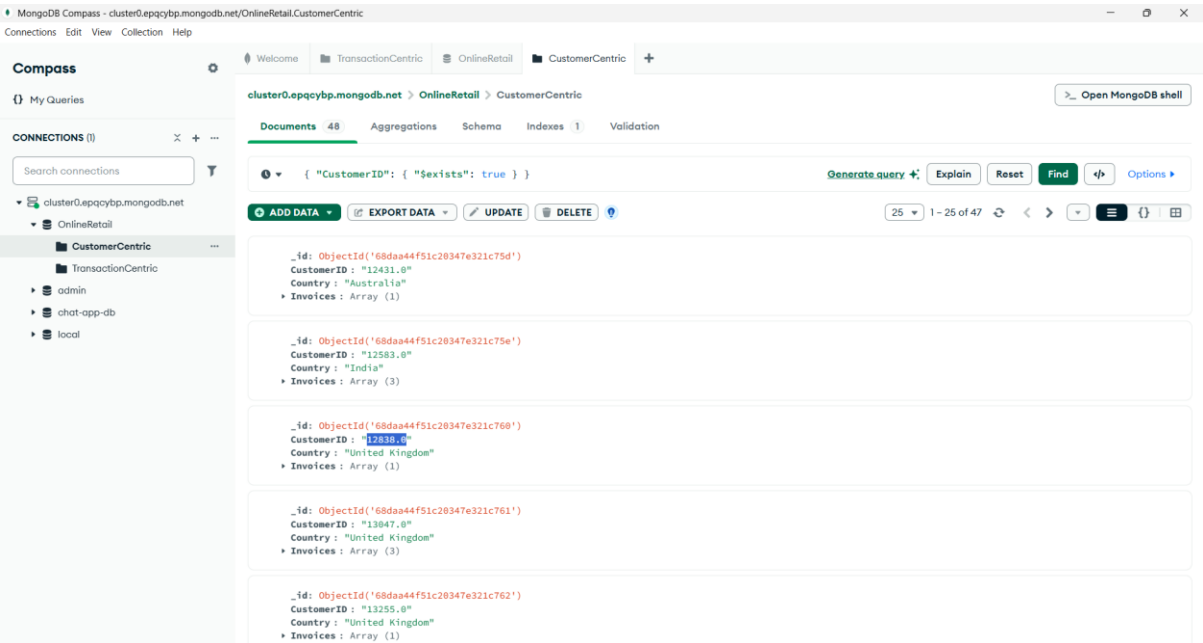 MongoDB Compass - cluster0.epqcybp.mongodb.net/OnlineRetail.CustomerCentric
Connections Edit View Collection Help
Compass
{} My Queries
CONNECTIONS (1)
Search connections
cluster0.epqcybp.mongodb.net
OnlineRetail
CustomerCentric
TransactionCentric
admin
chat-app-db
local
Welcome TransactionCentric OnlineRetail CustomerCentric +
cluster0.epqcybp.mongodb.net > OnlineRetail > CustomerCentric
>_ Open MongoDB shell
Documents 48 Aggregations Schema Indexes 1 Validation
{ "CustomerID": { "$exists": true } }
Generate query Explain Reset Find </> Options
ADD DATA EXPORT DATA UPDATE DELETE
25 1 – 25 of 47 {}
_id: ObjectId('68daa44f51c20347e321c75d')
CustomerID : "12431.0"
Country : "Australia"
Invoices : Array (1)
_id: ObjectId('68daa44f51c20347e321c75e')
CustomerID : "12583.0"
Country : "India"
Invoices : Array (3)
_id: ObjectId('68daa44f51c20347e321c760')
CustomerID : "12838.0"
Country : "United Kingdom"
Invoices : Array (1)
_id: ObjectId('68daa44f51c20347e321c761')
CustomerID : "13047.0"
Country : "United Kingdom"
Invoices : Array (3)
_id: ObjectId('68daa44f51c20347e321c762')
CustomerID : "13255.0"
Country : "United Kingdom"
Invoices : Array (1)